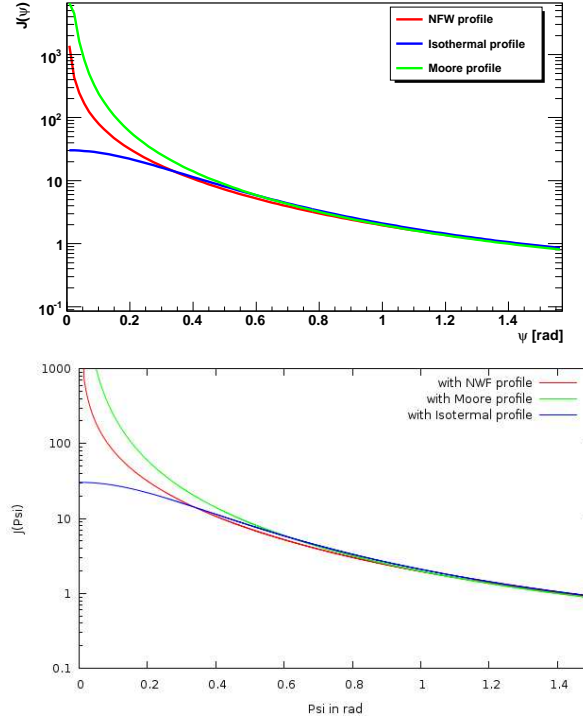 J(ψ)
NFW profile
Isothermal profile
Moore profile
10³
10²
10
1
10⁻¹
0 0.2 0.4 0.6 0.8 1 1.2 1.4
ψ [rad]
with NWF profile
with Moore profile
with Isotermal profile
J(Psi)
1000
100
10
1
0.1
0 0.2 0.4 0.6 0.8 1 1.2 1.4
Psi in rad